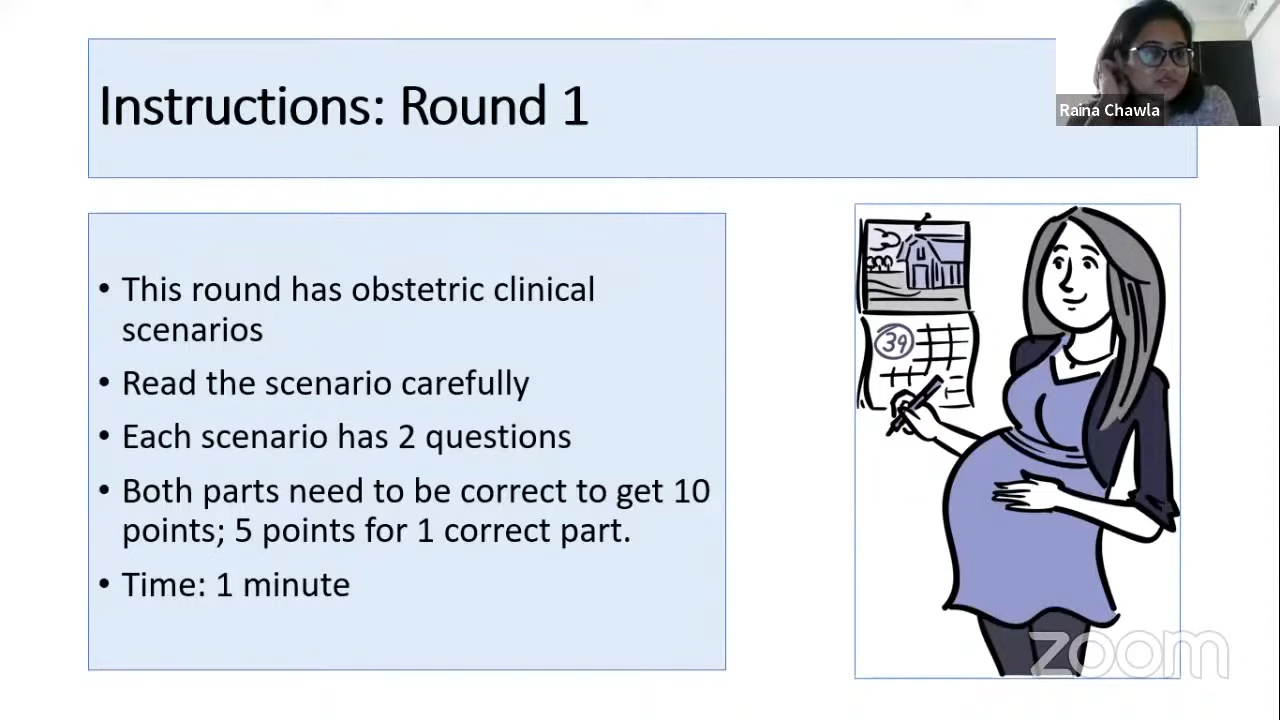 Instructions: Round 1
Raina Chawla
• This round has obstetric clinical
scenarios
• Read the scenario carefully
• Each scenario has 2 questions
• Both parts need to be correct to get 10
points; 5 points for 1 correct part.
• Time: 1 minute
39
zoom